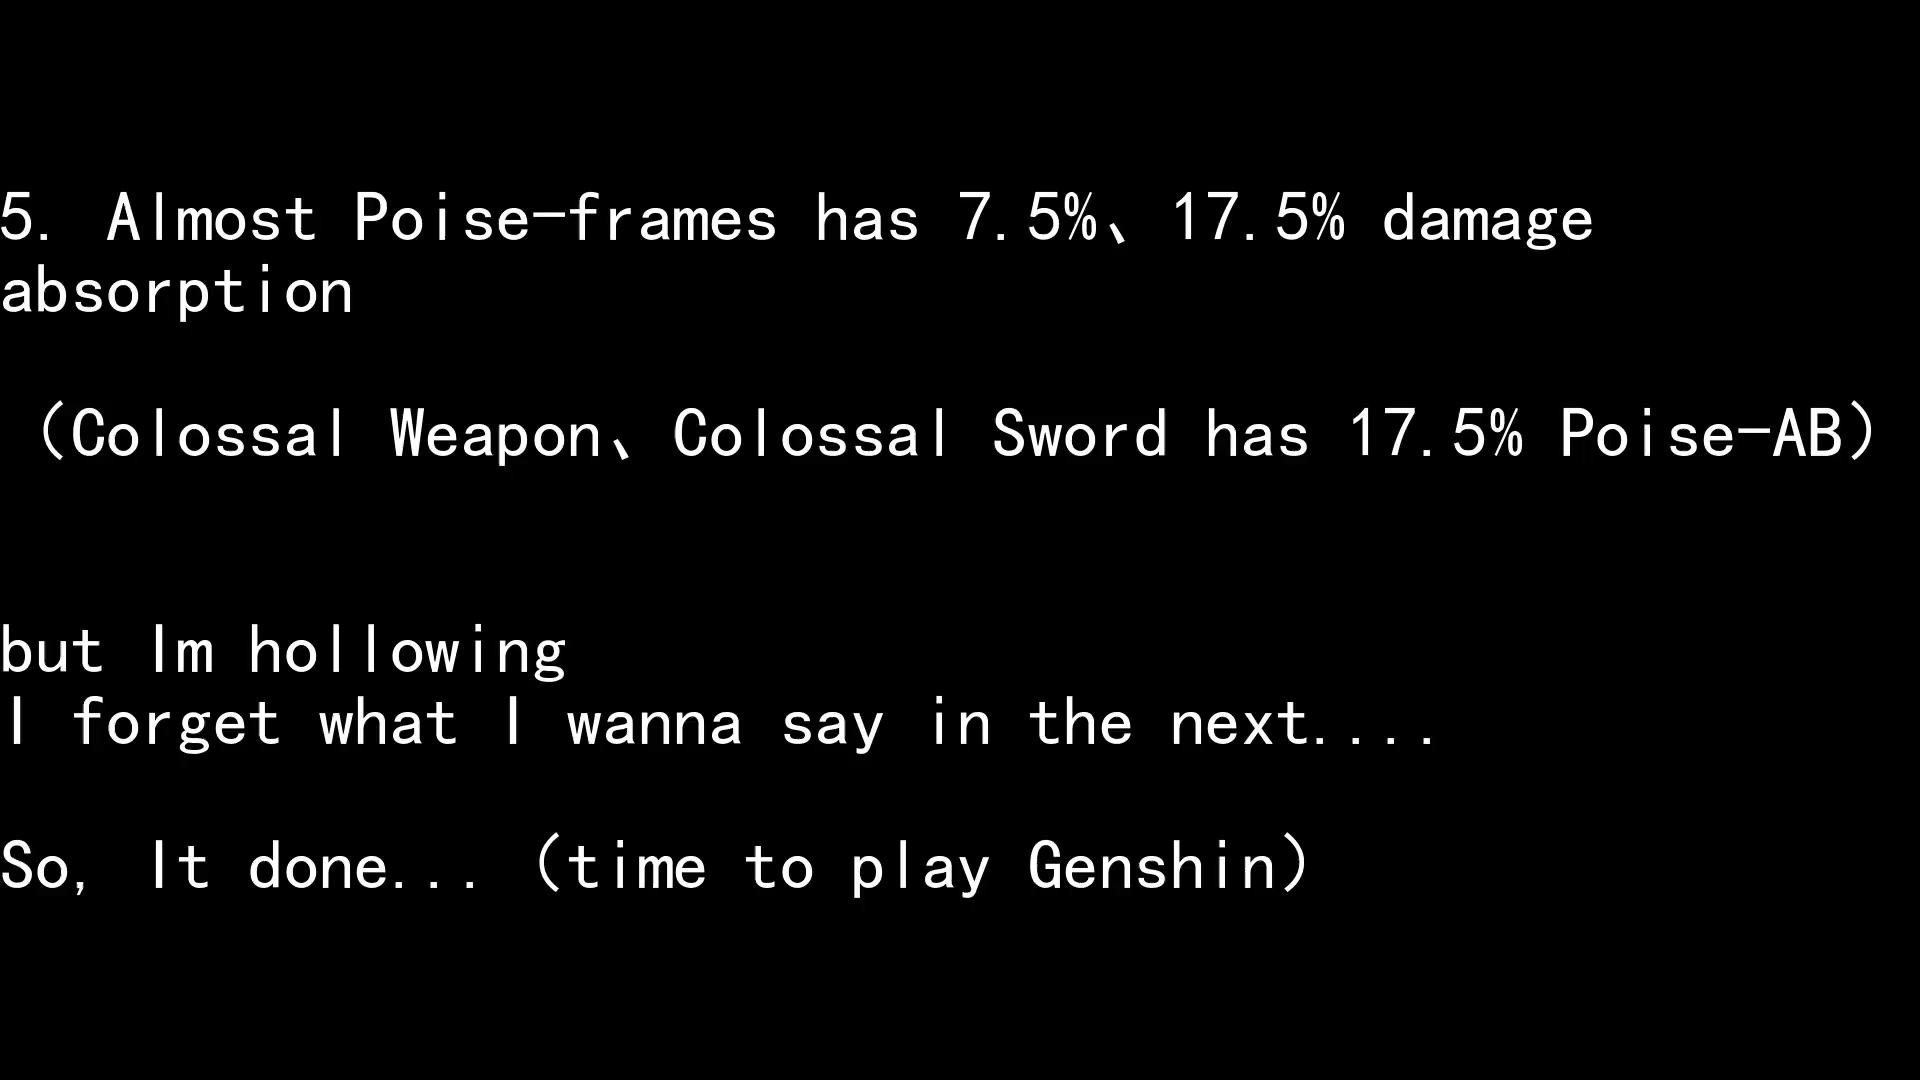 5. Almost Poise-frames has 7.5%、17.5% damage
absorption
（Colossal Weapon、Colossal Sword has 17.5% Poise-AB）
but Im hollowing
I forget what I wanna say in the next....
So, It done...（time to play Genshin）